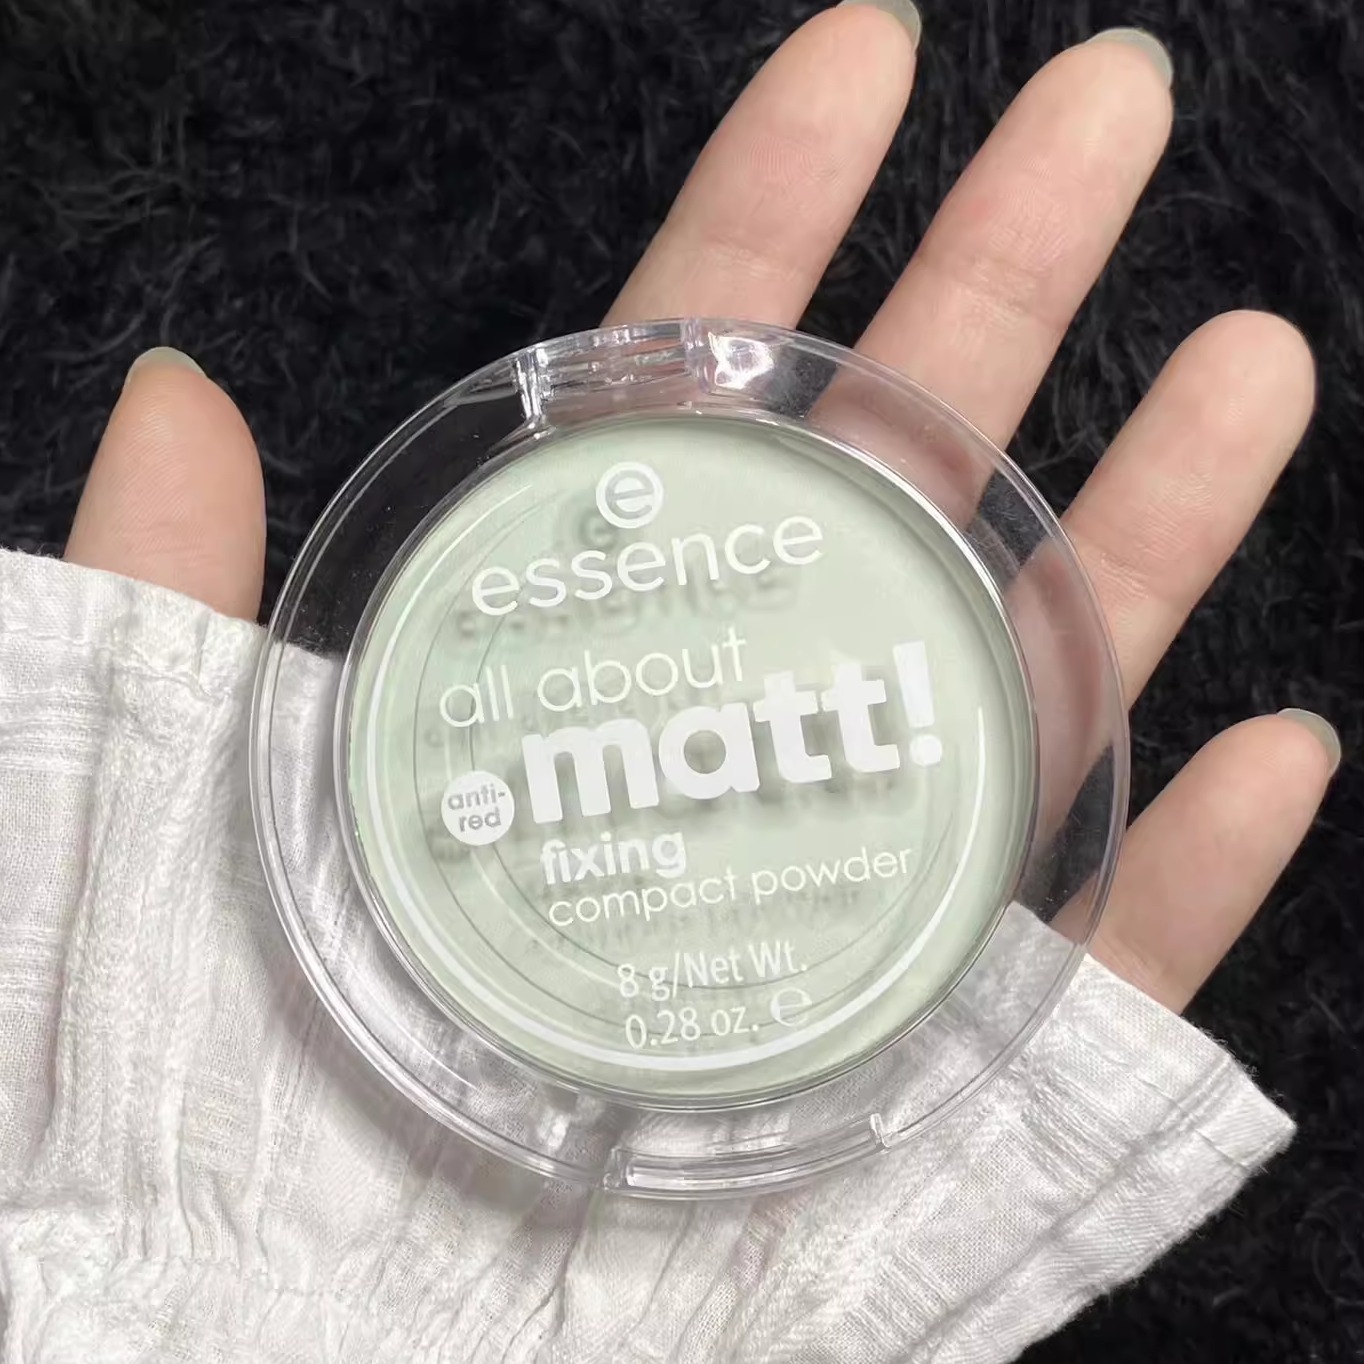 e
essence
all about
matt!
anti-
red
fixing
compact powder
8 g/Net Wt.
0.28 oz. ℮